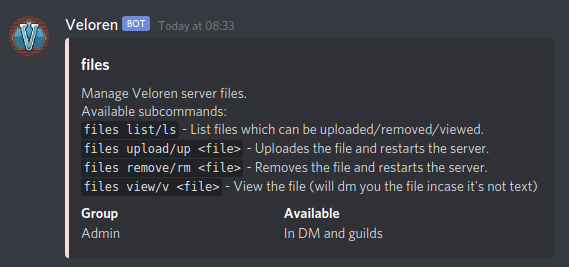 Veloren BOT Today at 08:33
files
Manage Veloren server files.
Available subcommands:
files list/ls - List files which can be uploaded/removed/viewed.
files upload/up <file> - Uploades the file and restarts the server.
files remove/rm <file> - Removes the file and restarts the server.
files view/v <file> - View the file (will dm you the file incase it's not text)
Group Available
Admin In DM and guilds